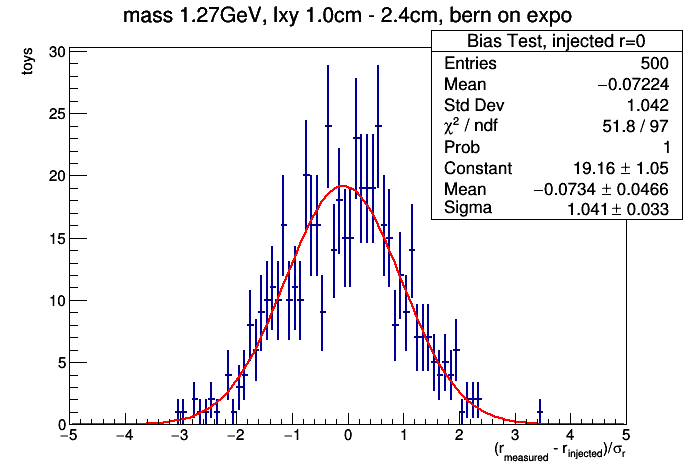 mass 1.27GeV, lxy 1.0cm - 2.4cm, bern on expo
Bias Test, injected r=0
Entries 500
Mean −0.07224
Std Dev 1.042
χ² / ndf 51.8 / 97
Prob 1
Constant 19.16 ± 1.05
Mean −0.0734 ± 0.0466
Sigma 1.041 ± 0.033
toys
30
25
20
15
10
5
0
−5 −4 −3 −2 −1 0 1 2 3 4 5
(r_measured - r_injected)/σ_r